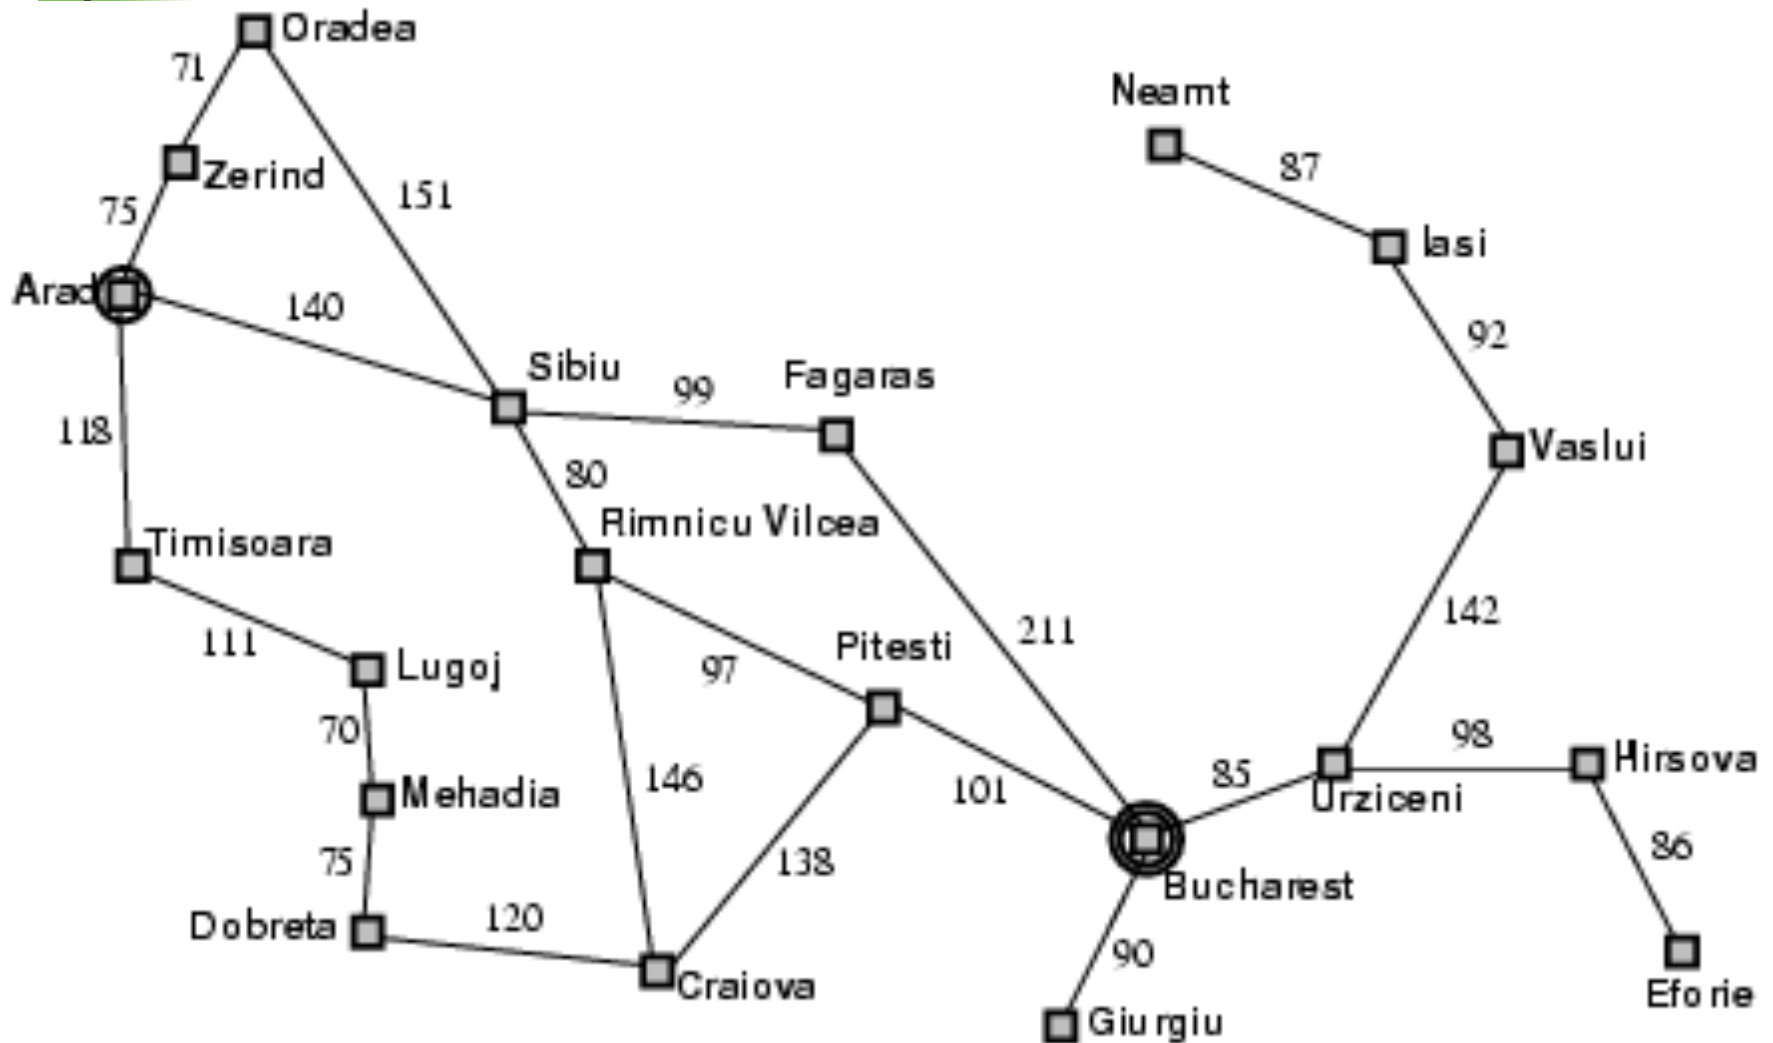 Oradea
71
Neamt
87
Zerind
151
75
Iasi
Arad
140
92
Sibiu
99
Fagaras
118
Vaslui
80
Rimnicu Vilcea
Timisoara
142
211
111
Pitesti
Lugoj
97
70
98
Hirsova
146
85
Mehadia
101
Urziceni
75
138
86
Bucharest
Dobreta
120
90
Craiova
Eforie
Giurgiu